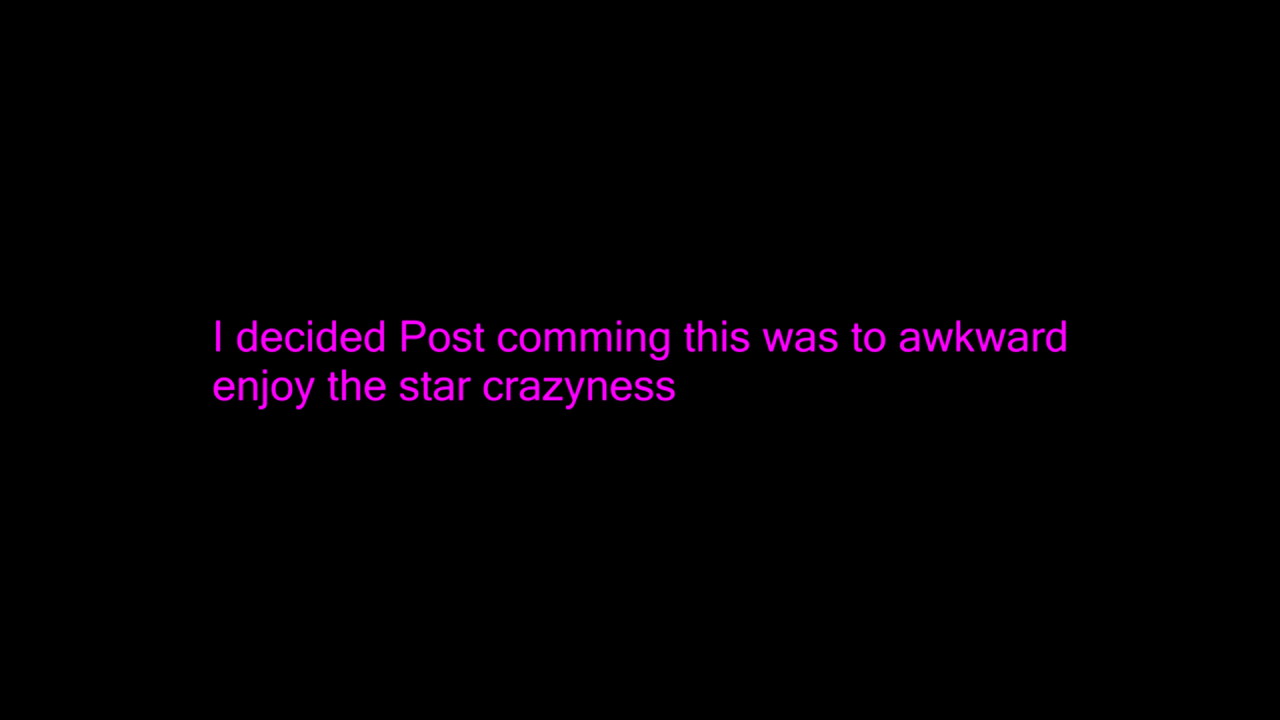 I decided Post comming this was to awkward
enjoy the star crazyness